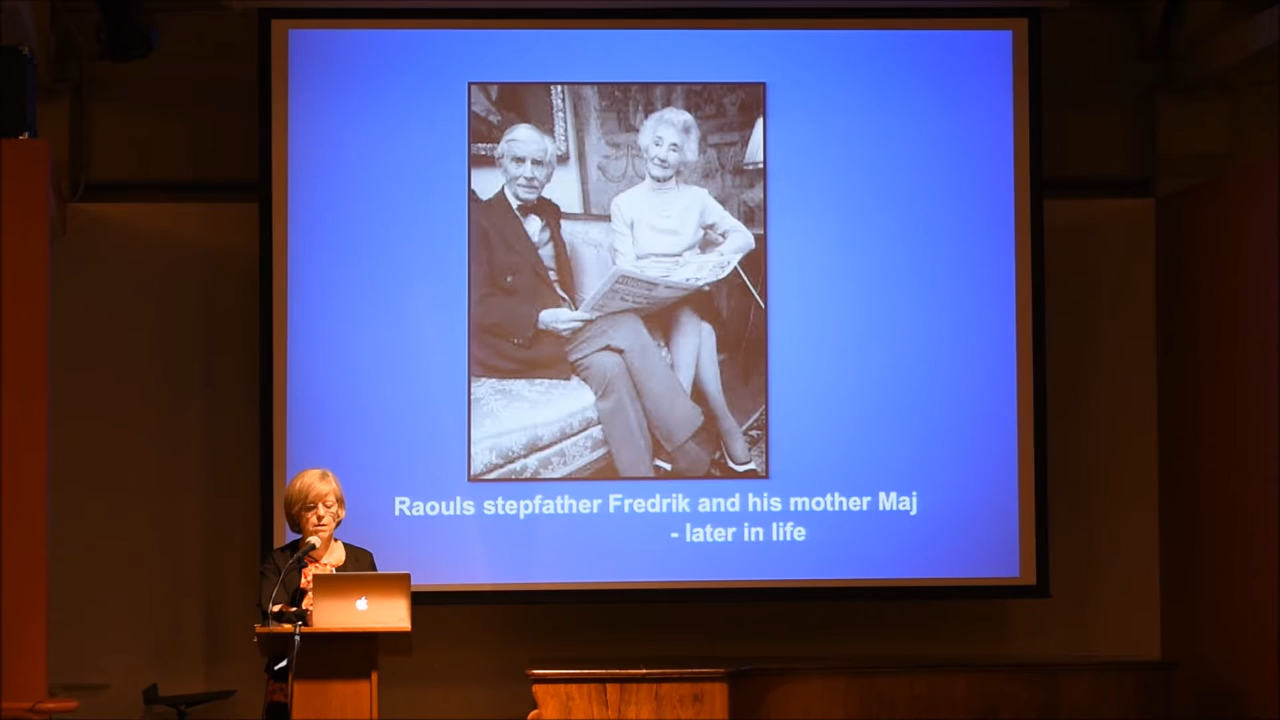 Raouls stepfather Fredrik and his mother Maj
- later in life